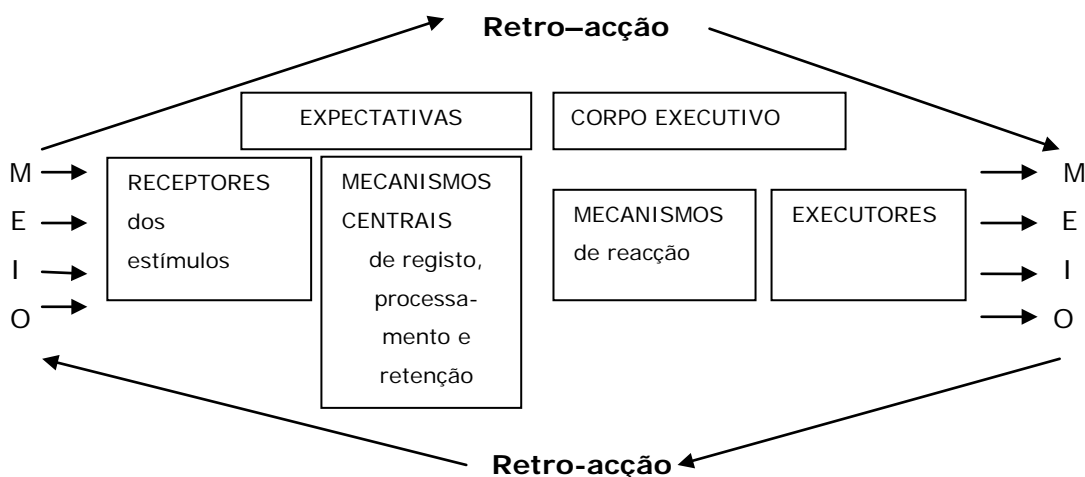 Retro–acção
EXPECTATIVAS
CORPO EXECUTIVO
M
E
I
O
RECEPTORES
dos
estímulos
MECANISMOS
CENTRAIS
de registo,
processa-
mento e
retenção
MECANISMOS
de reacção
EXECUTORES
M
E
I
O
Retro-acção